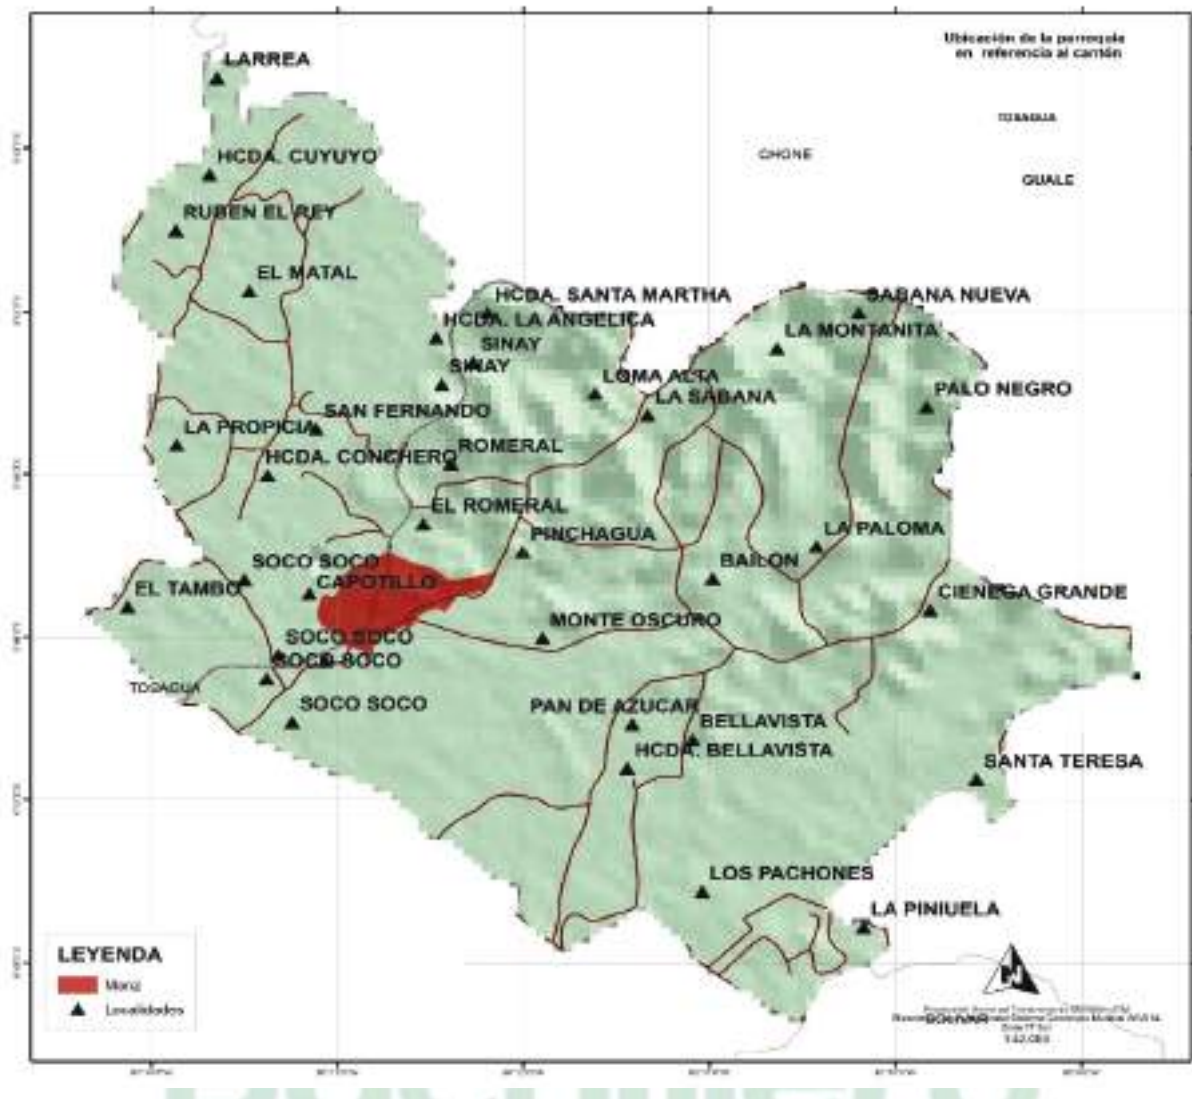 Ubicación de la parroquia
en referencia al cantón
LARREA
TOSAGUA
CHONE
HCDA. CUYUYO
GUALE
RUBEN EL REY
EL MATAL
HCDA. SANTA MARTHA
SABANA NUEVA
HCDA. LA ANGELICA
LA MONTANITA
SINAY
SINAY
LOMA ALTA
PALO NEGRO
LA SABANA
SAN FERNANDO
LA PROPICIA
ROMERAL
HCDA. CONCHERO
EL ROMERAL
PINCHAGUA
LA PALOMA
SOCO SOCO
BAILON
CAPOTILLO
EL TAMBO
CIENEGA GRANDE
MONTE OSCURO
SOCO SOCO
SOCO SOCO
TOSAGUA
SOCO SOCO
PAN DE AZUCAR
BELLAVISTA
HCDA. BELLAVISTA
SANTA TERESA
LOS PACHONES
LA PINIUELA
LEYENDA
Localidades
N
BOLIVAR